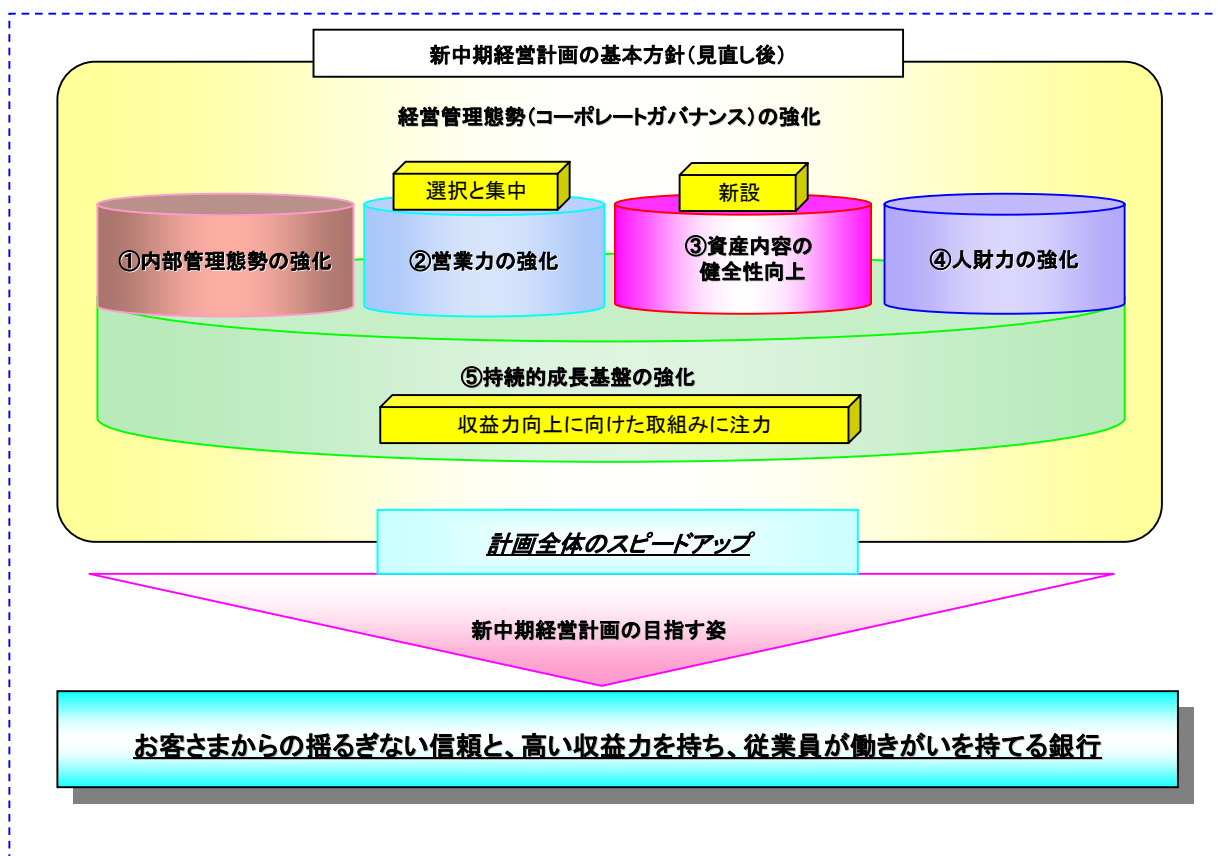 新中期経営計画の基本方針（見直し後）
経営管理態勢（コーポレートガバナンス）の強化
選択と集中
新設
①内部管理態勢の強化
②営業力の強化
③資産内容の
健全性向上
④人財力の強化
⑤持続的成長基盤の強化
収益力向上に向けた取組みに注力
計画全体のスピードアップ
新中期経営計画の目指す姿
お客さまからの揺るぎない信頼と、高い収益力を持ち、従業員が働きがいを持てる銀行